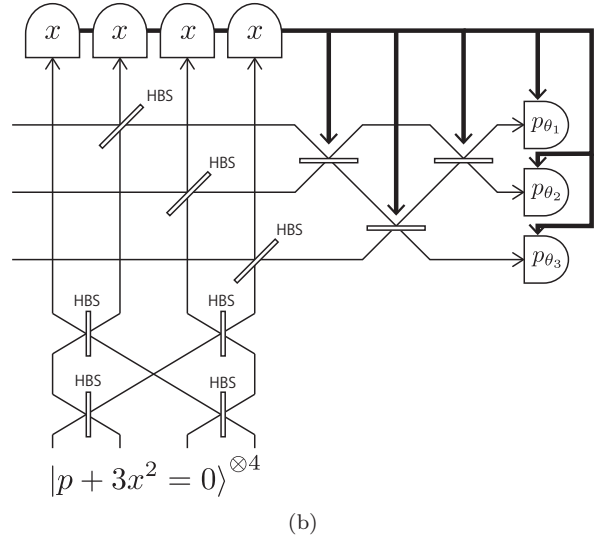 x x x x
HBS
pθ₁
HBS
pθ₂
HBS
pθ₃
HBS HBS
HBS HBS
|p + 3x² = 0⟩⊗4
(b)